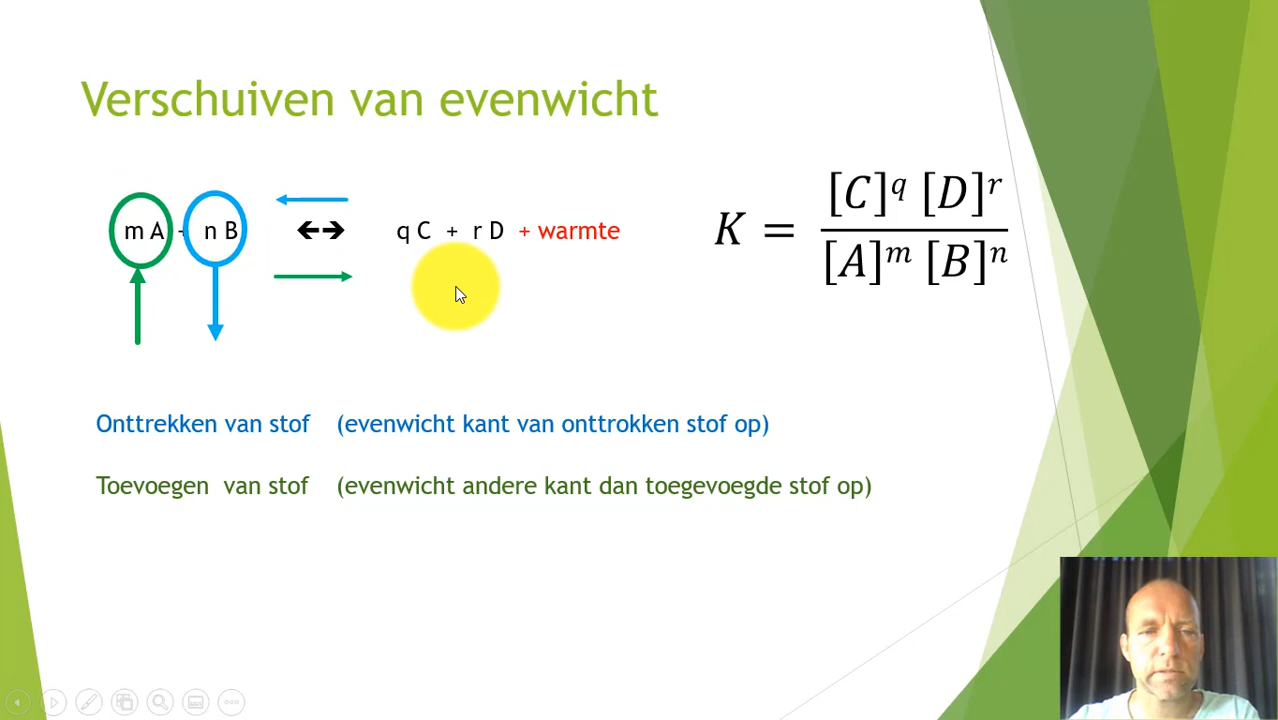 Verschuiven van evenwicht
m A + n B 🡨🡪 q C + r D + warmte
K = [C]^q [D]^r / [A]^m [B]^n
Onttrekken van stof (evenwicht kant van onttrokken stof op)
Toevoegen van stof (evenwicht andere kant dan toegevoegde stof op)